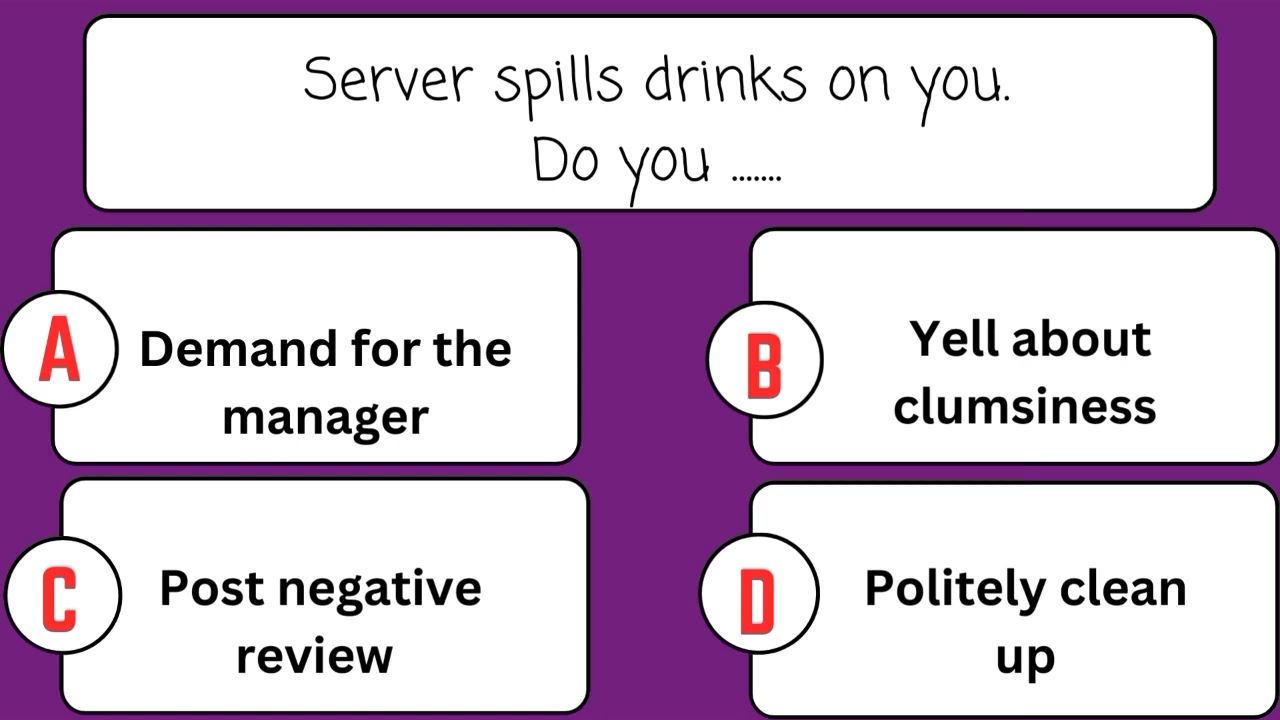 Server spills drinks on you.
Do you .......
A
Demand for the
manager
B
Yell about
clumsiness
C
Post negative
review
D
Politely clean
up